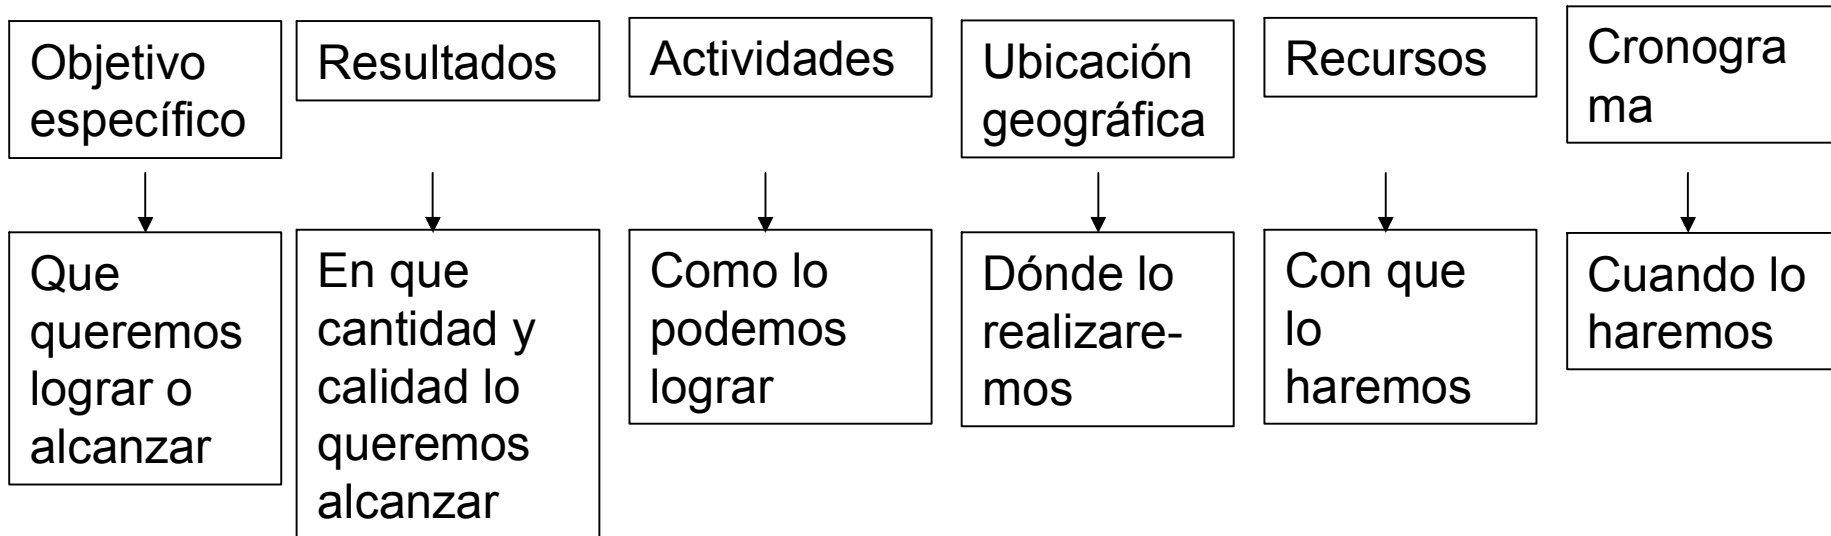 Objetivo
específico
Resultados
Actividades
Ubicación
geográfica
Recursos
Cronogra
ma
Que
queremos
lograr o
alcanzar
En que
cantidad y
calidad lo
queremos
alcanzar
Como lo
podemos
lograr
Dónde lo
realizare-
mos
Con que
lo
haremos
Cuando lo
haremos